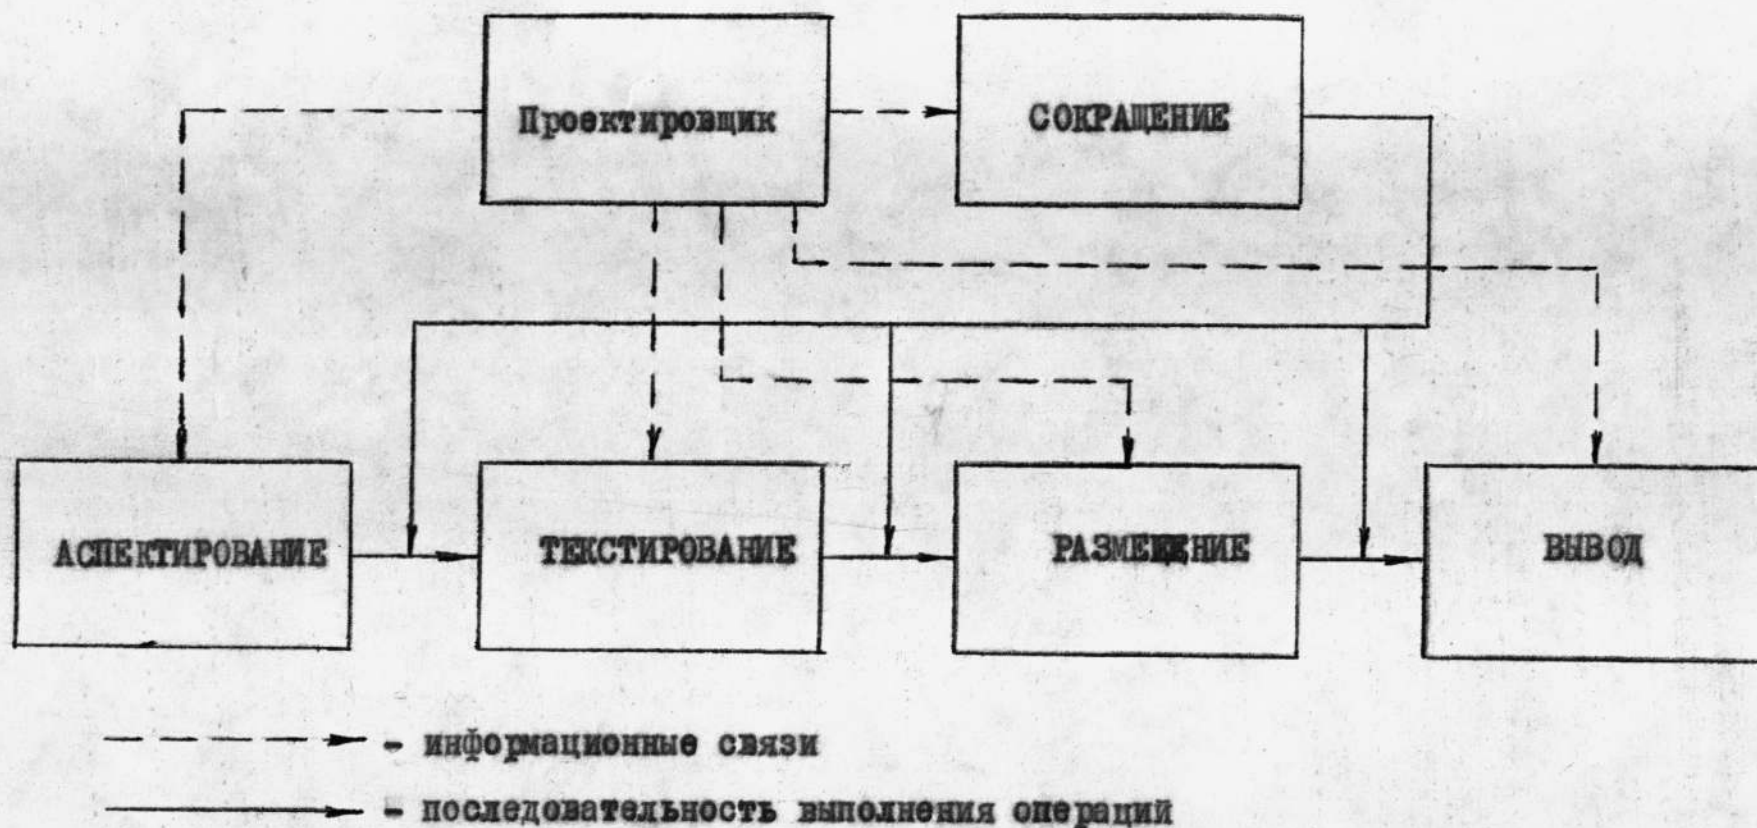 Проектировщик
СОКРАЩЕНИЕ
АСПЕКТИРОВАНИЕ
ТЕКСТИРОВАНИЕ
РАЗМЕЩЕНИЕ
ВЫВОД
- информационные связи
- последовательность выполнения операций